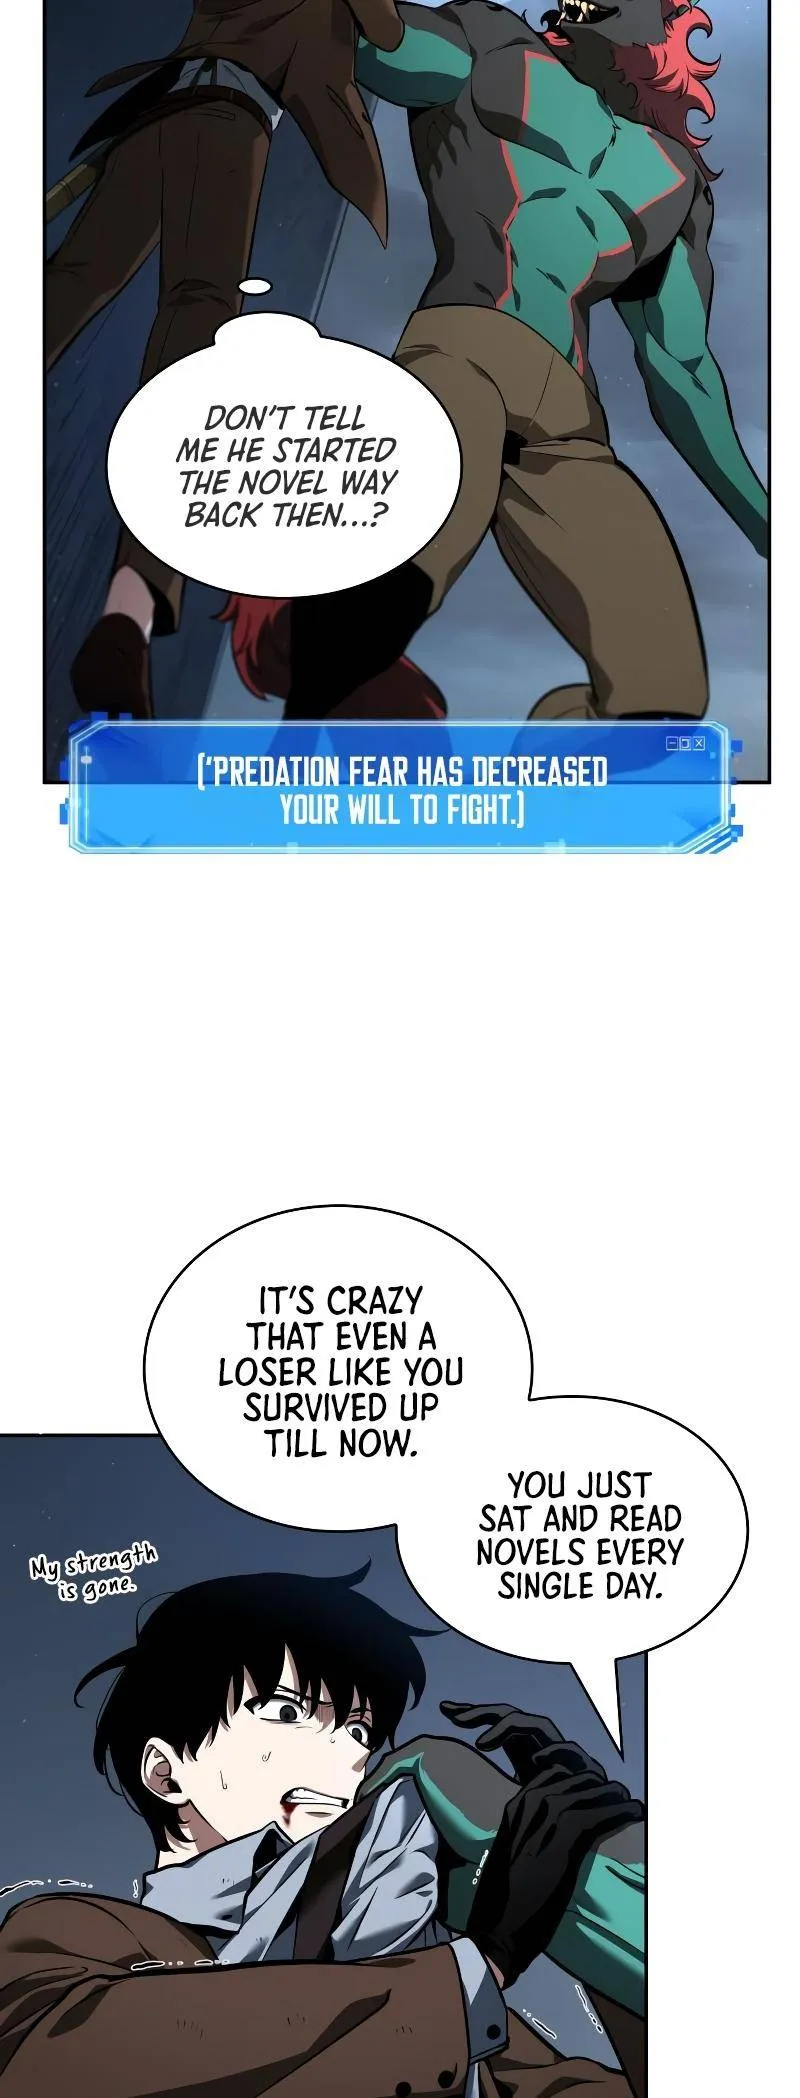 DON'T TELL
ME HE STARTED
THE NOVEL WAY
BACK THEN...?
['PREDATION FEAR HAS DECREASED
YOUR WILL TO FIGHT.]
IT'S CRAZY
THAT EVEN A
LOSER LIKE YOU
SURVIVED UP
TILL NOW.
YOU JUST
SAT AND READ
NOVELS EVERY
SINGLE DAY.
My strength
is gone.